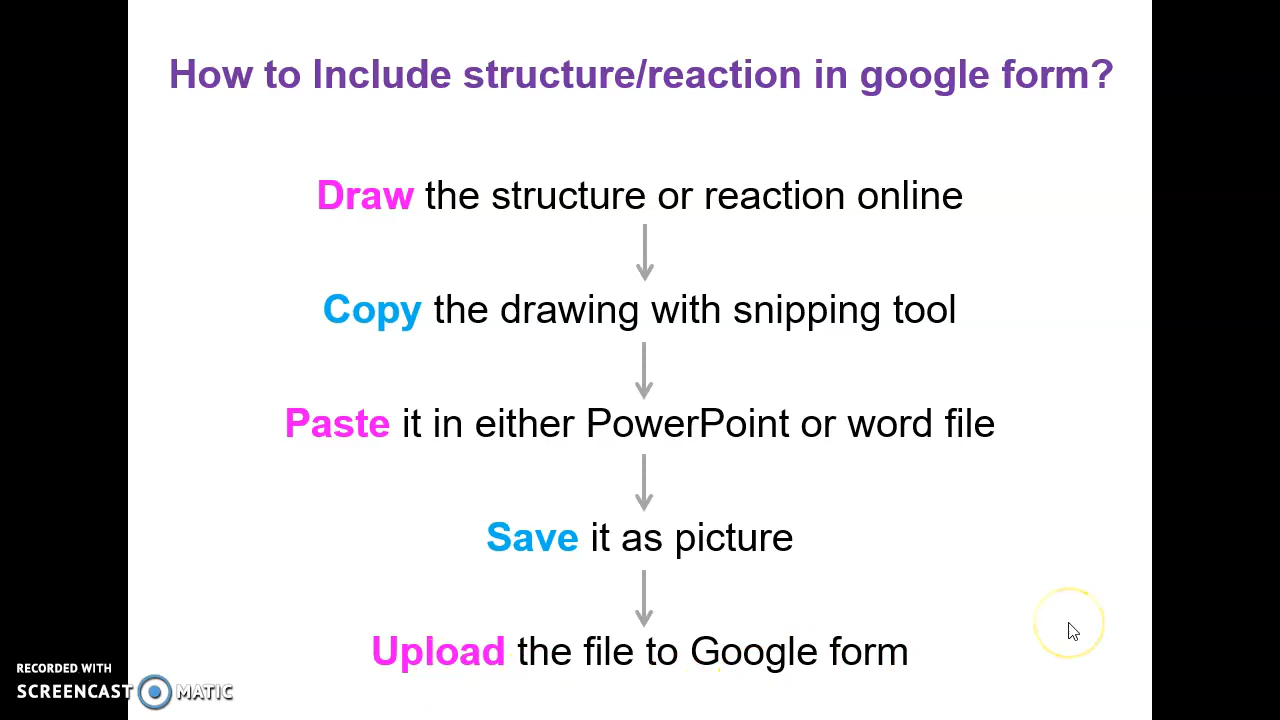 How to Include structure/reaction in google form?
Draw the structure or reaction online
Copy the drawing with snipping tool
Paste it in either PowerPoint or word file
Save it as picture
Upload the file to Google form
RECORDED WITH
SCREENCAST MATIC